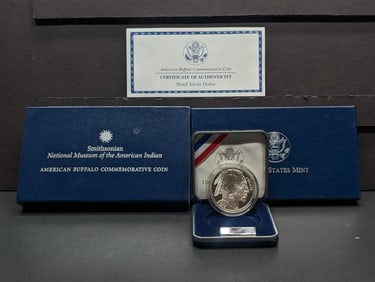 American Buffalo Commemorative Coin
CERTIFICATE OF AUTHENTICITY
Proof Silver Dollar
Smithsonian
National Museum of the American Indian
AMERICAN BUFFALO COMMEMORATIVE COIN
STATES MINT